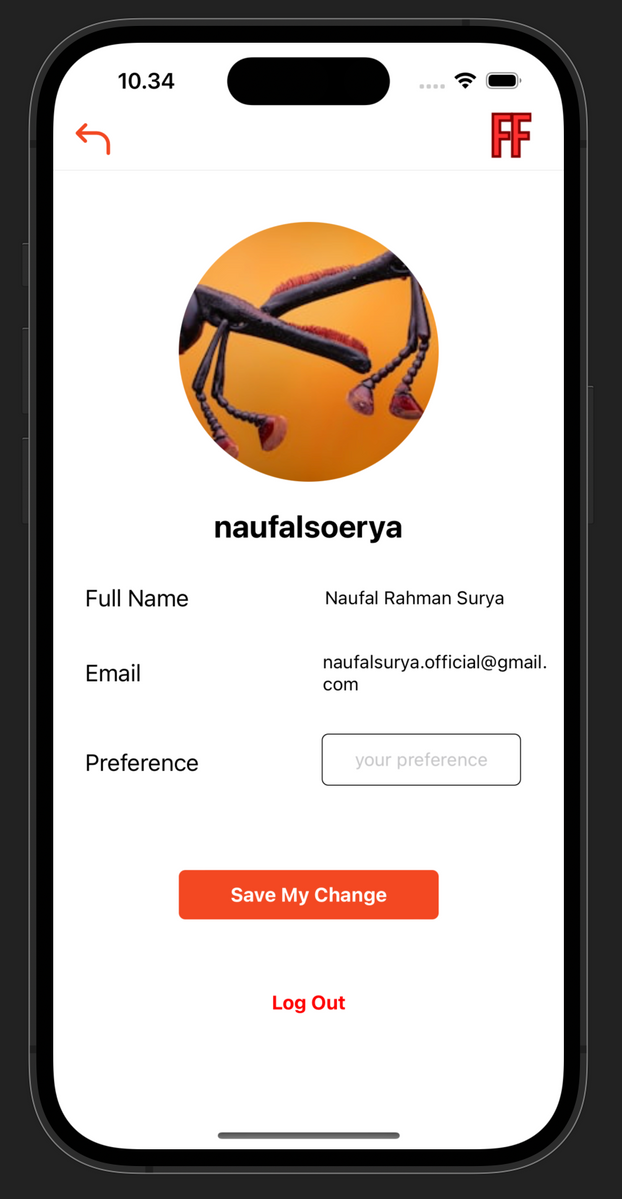 10.34
FF
naufalsoerya
Full Name
Naufal Rahman Surya
Email
naufalsurya.official@gmail.
com
Preference
your preference
Save My Change
Log Out